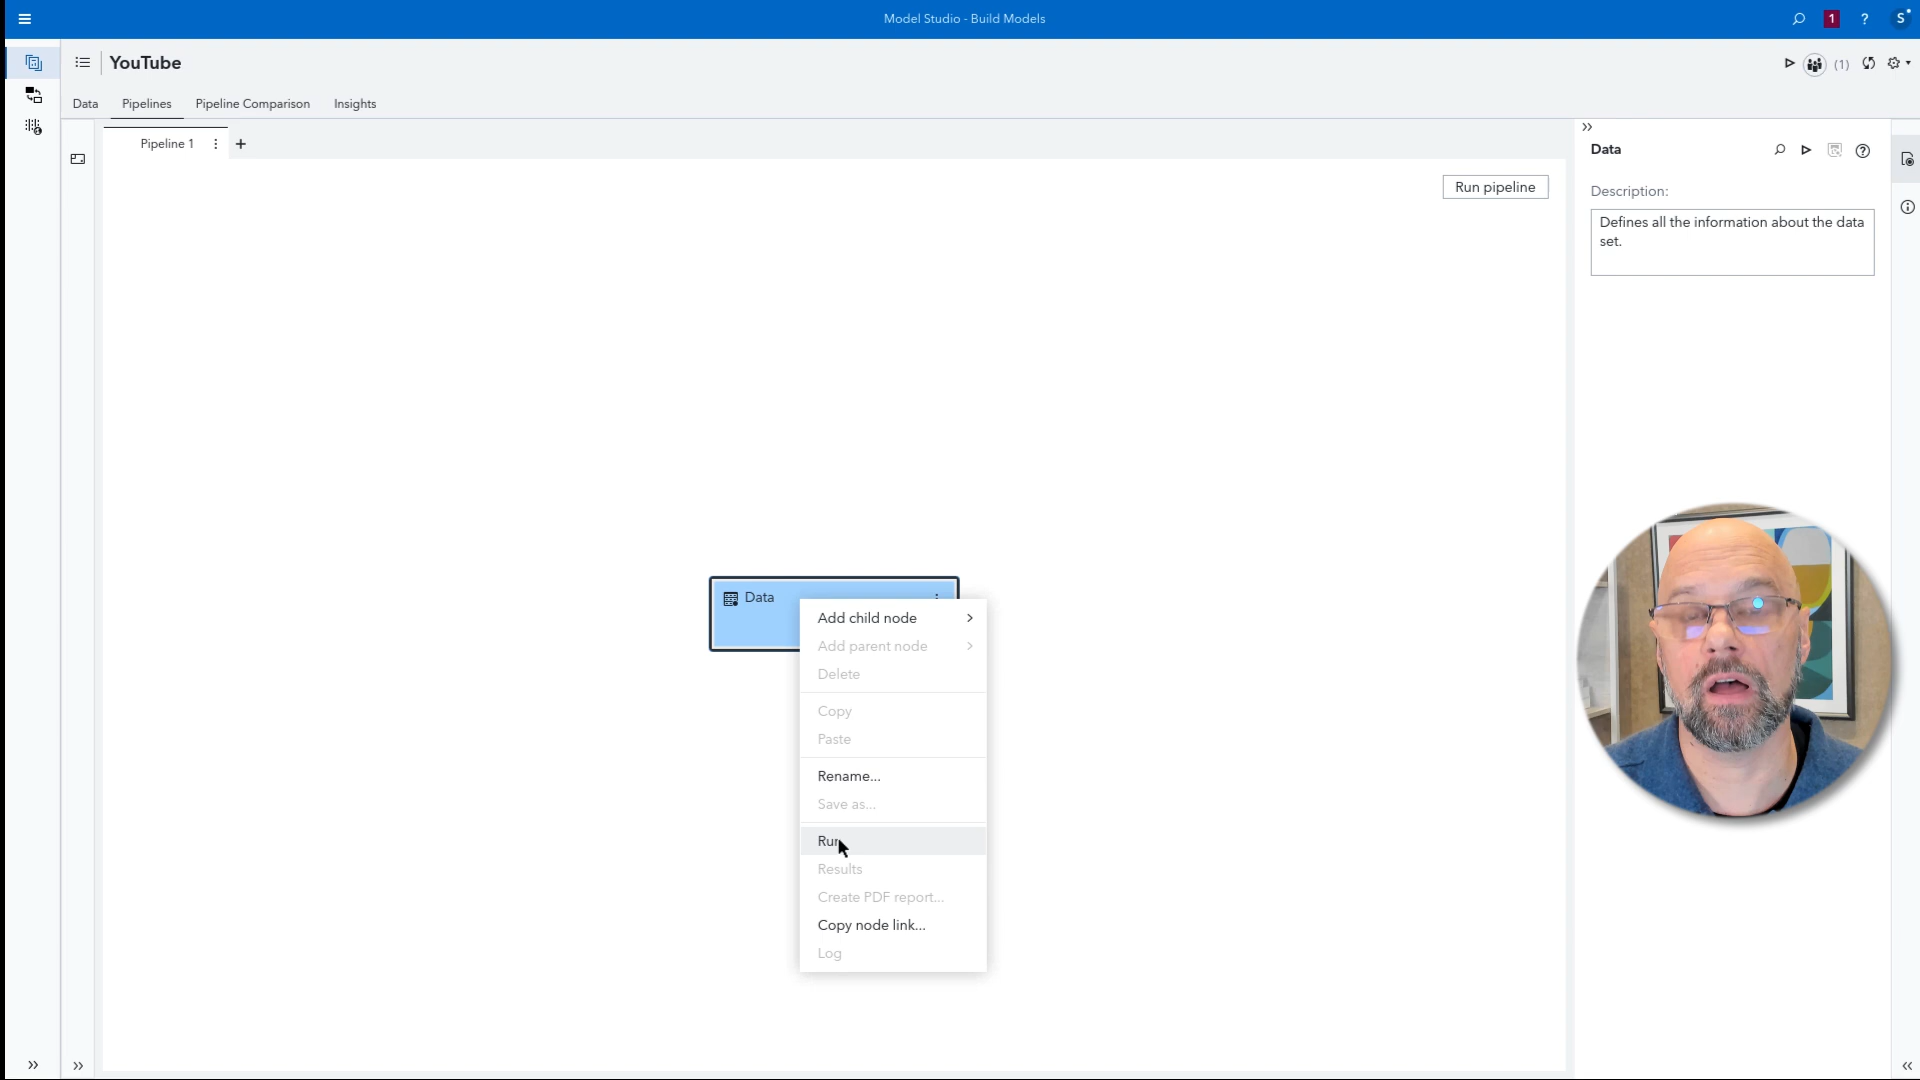 Model Studio - Build Models
1
?
S
YouTube
(1)
Data
Pipelines
Pipeline Comparison
Insights
Pipeline 1
Run pipeline
Data
Description:
Defines all the information about the data
set.
Data
Add child node
Add parent node
Delete
Copy
Paste
Rename...
Save as...
Run
Results
Create PDF report...
Copy node link...
Log